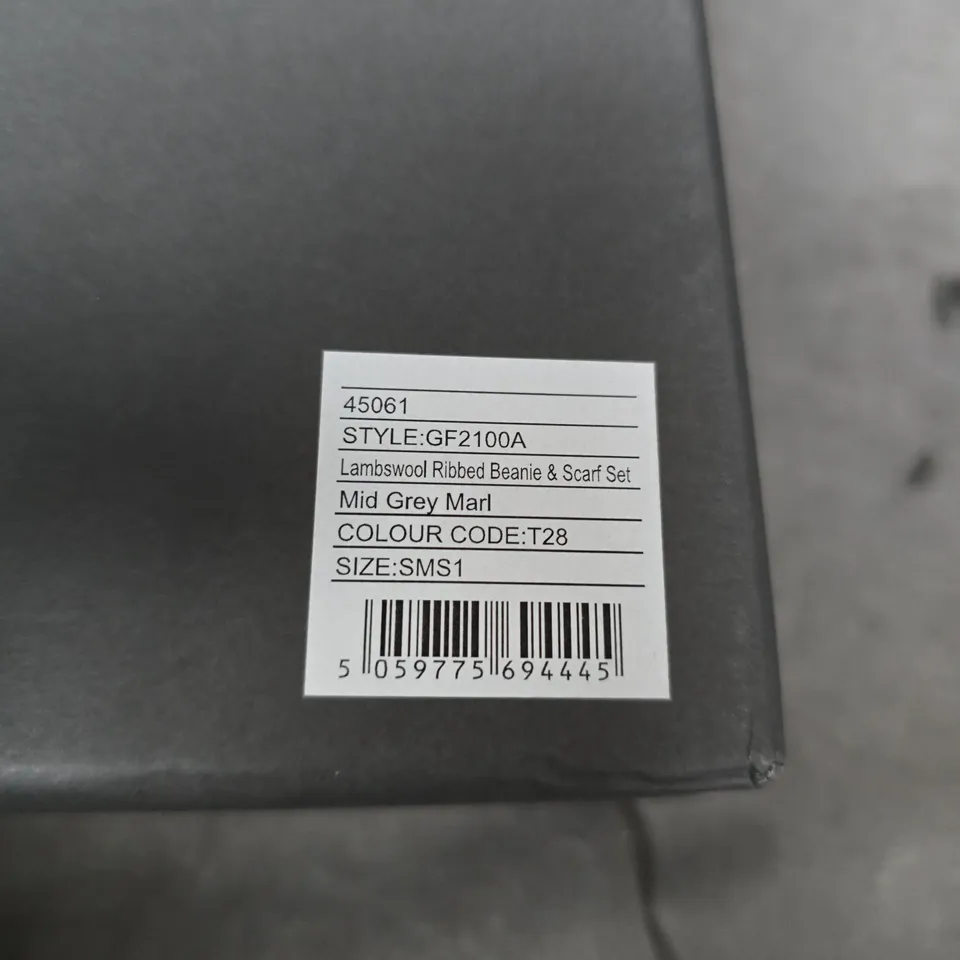 45061
STYLE:GF2100A
Lambswool Ribbed Beanie & Scarf Set
Mid Grey Marl
COLOUR CODE:T28
SIZE:SMS1
5 059775 694445